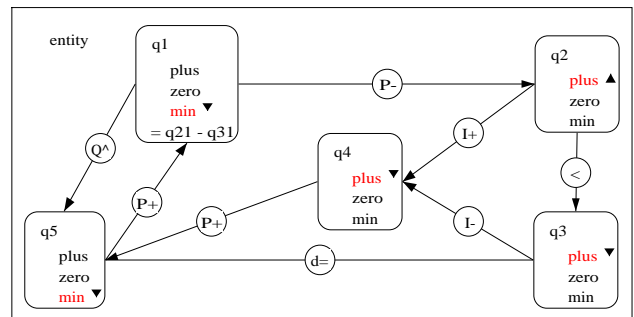 entity
q1
plus
zero
min
= q21 - q31
P-
q2
plus
zero
min
Q^
I+
q4
plus
zero
min
<
P+
P+
I-
q5
plus
zero
min
d=
q3
plus
zero
min